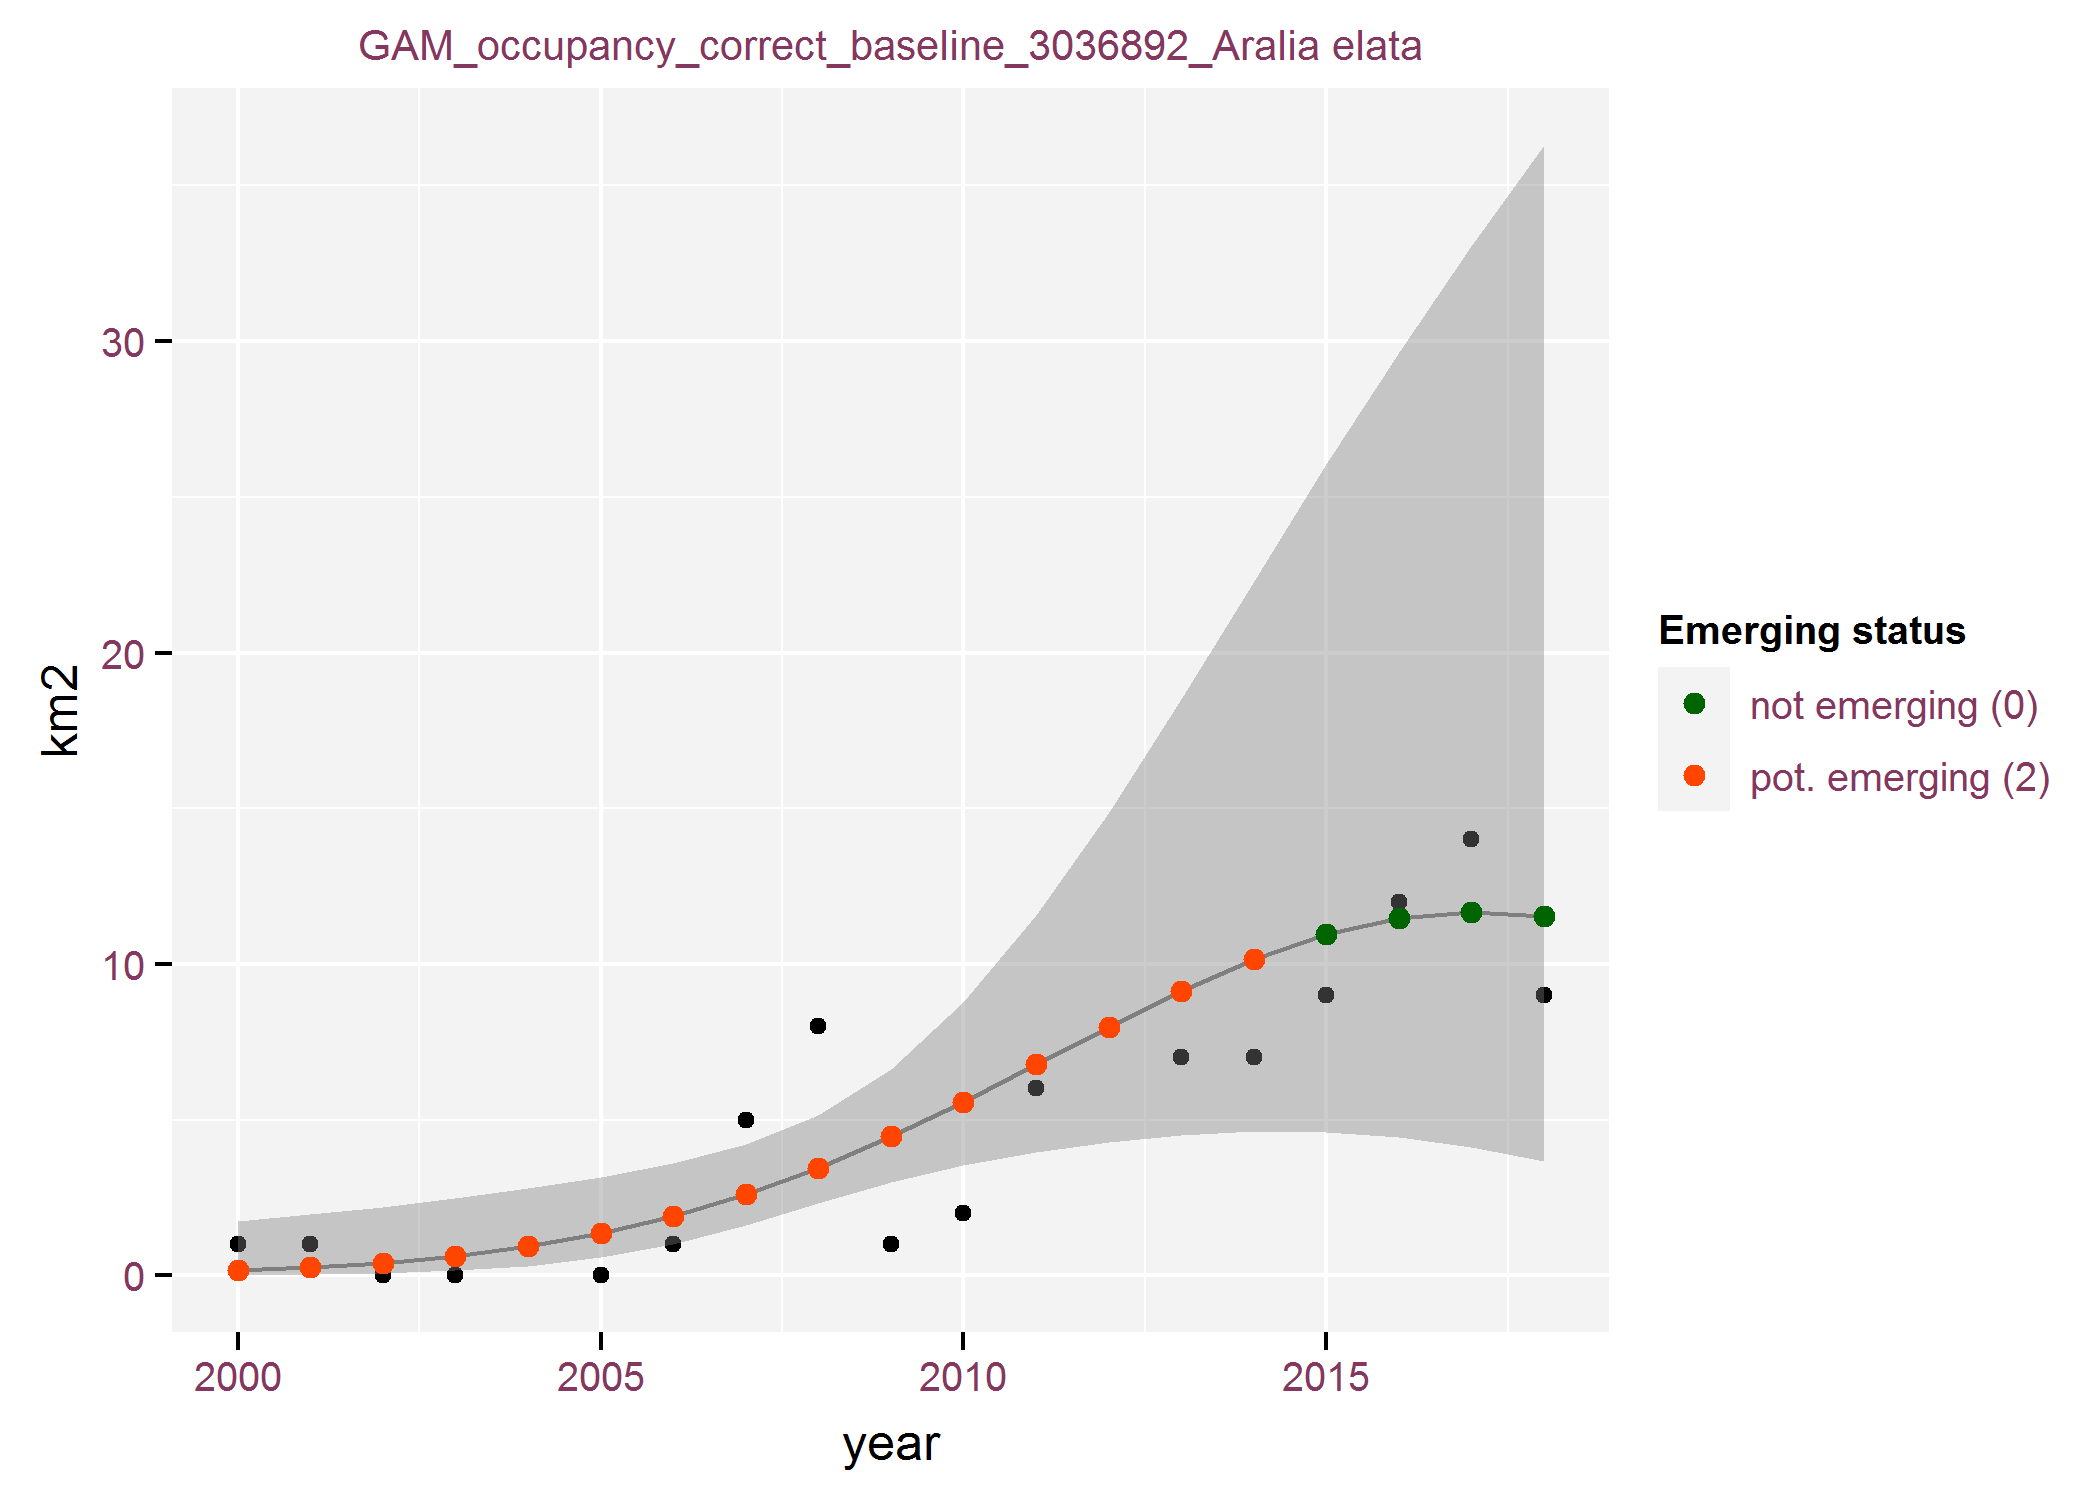 GAM_occupancy_correct_baseline_3036892_Aralia elata
30
20
10
0
km2
2000 2005 2010 2015
year
Emerging status
not emerging (0)
pot. emerging (2)